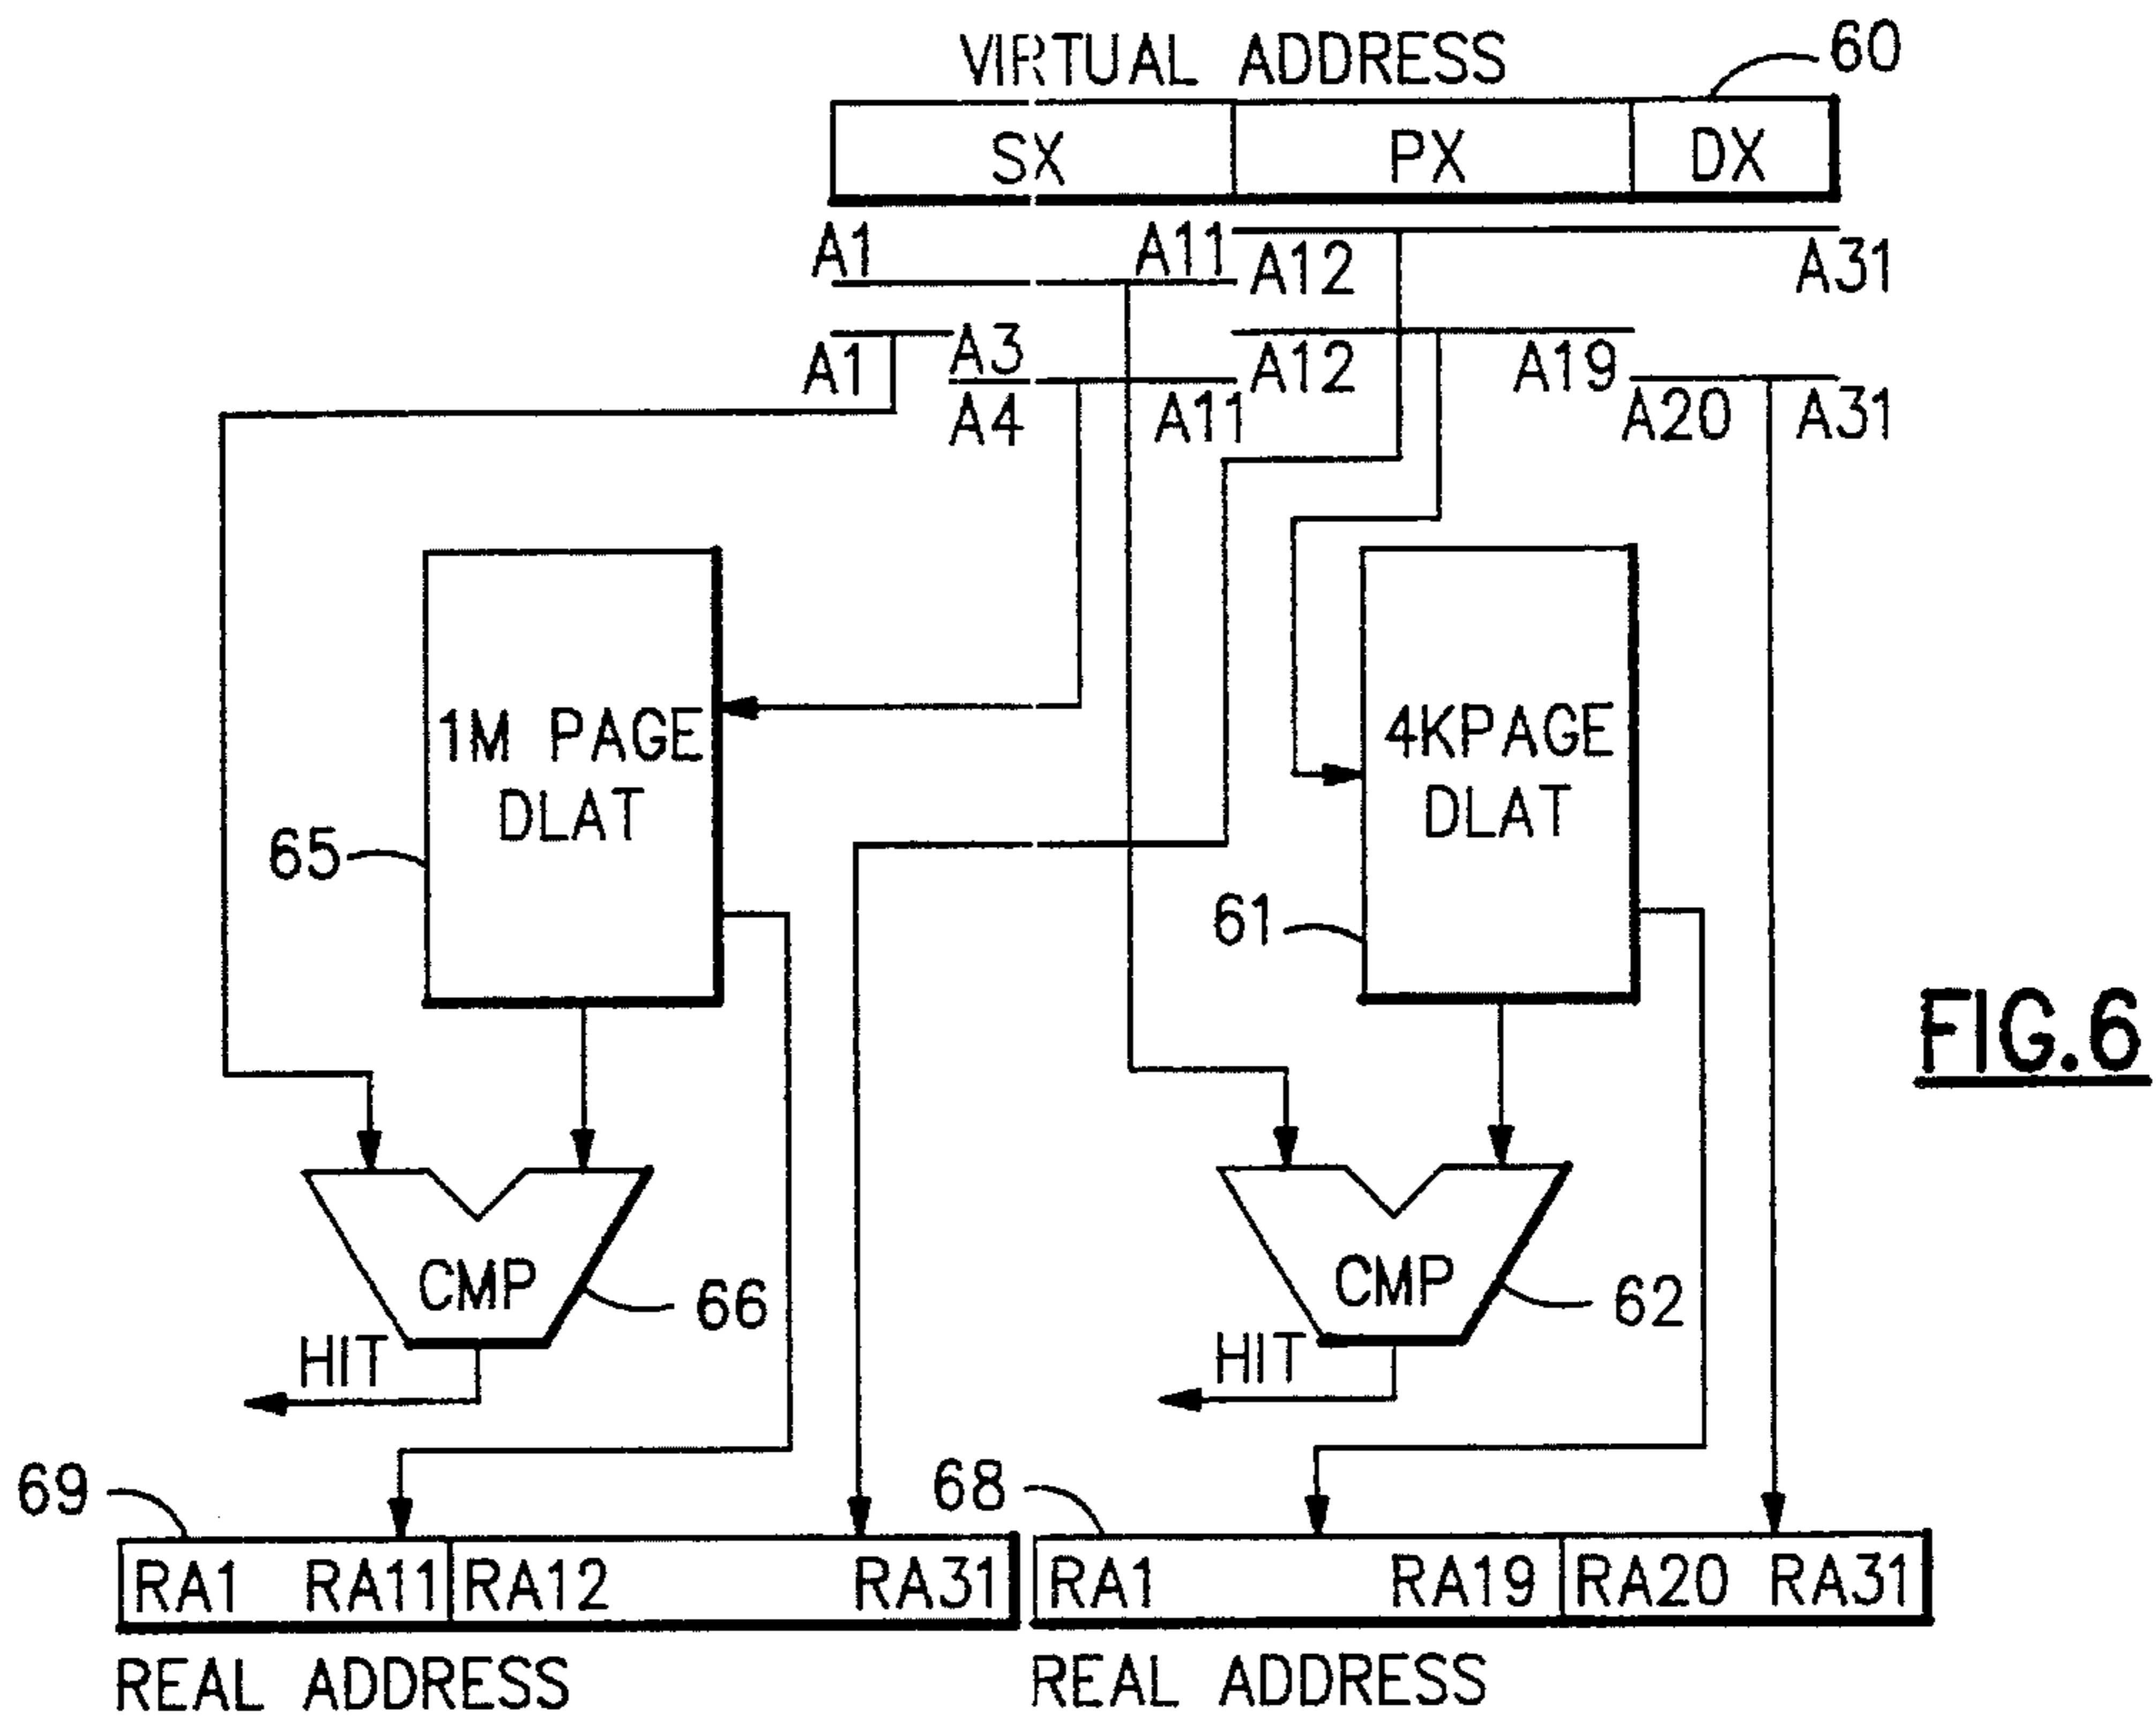 VIRTUAL ADDRESS
60
SX PX DX
A1 A11 A12 A31
A1 A3 A12 A19
A4 A11 A20 A31
1M PAGE
DLAT
4KPAGE
DLAT
65
61
FIG.6
CMP
66
CMP
62
HIT
HIT
69
68
RA1 RA11 RA12 RA31
RA1 RA19 RA20 RA31
REAL ADDRESS
REAL ADDRESS